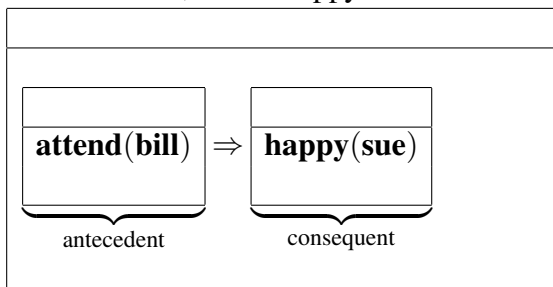 attend(bill) ⇒ happy(sue)
antecedent consequent